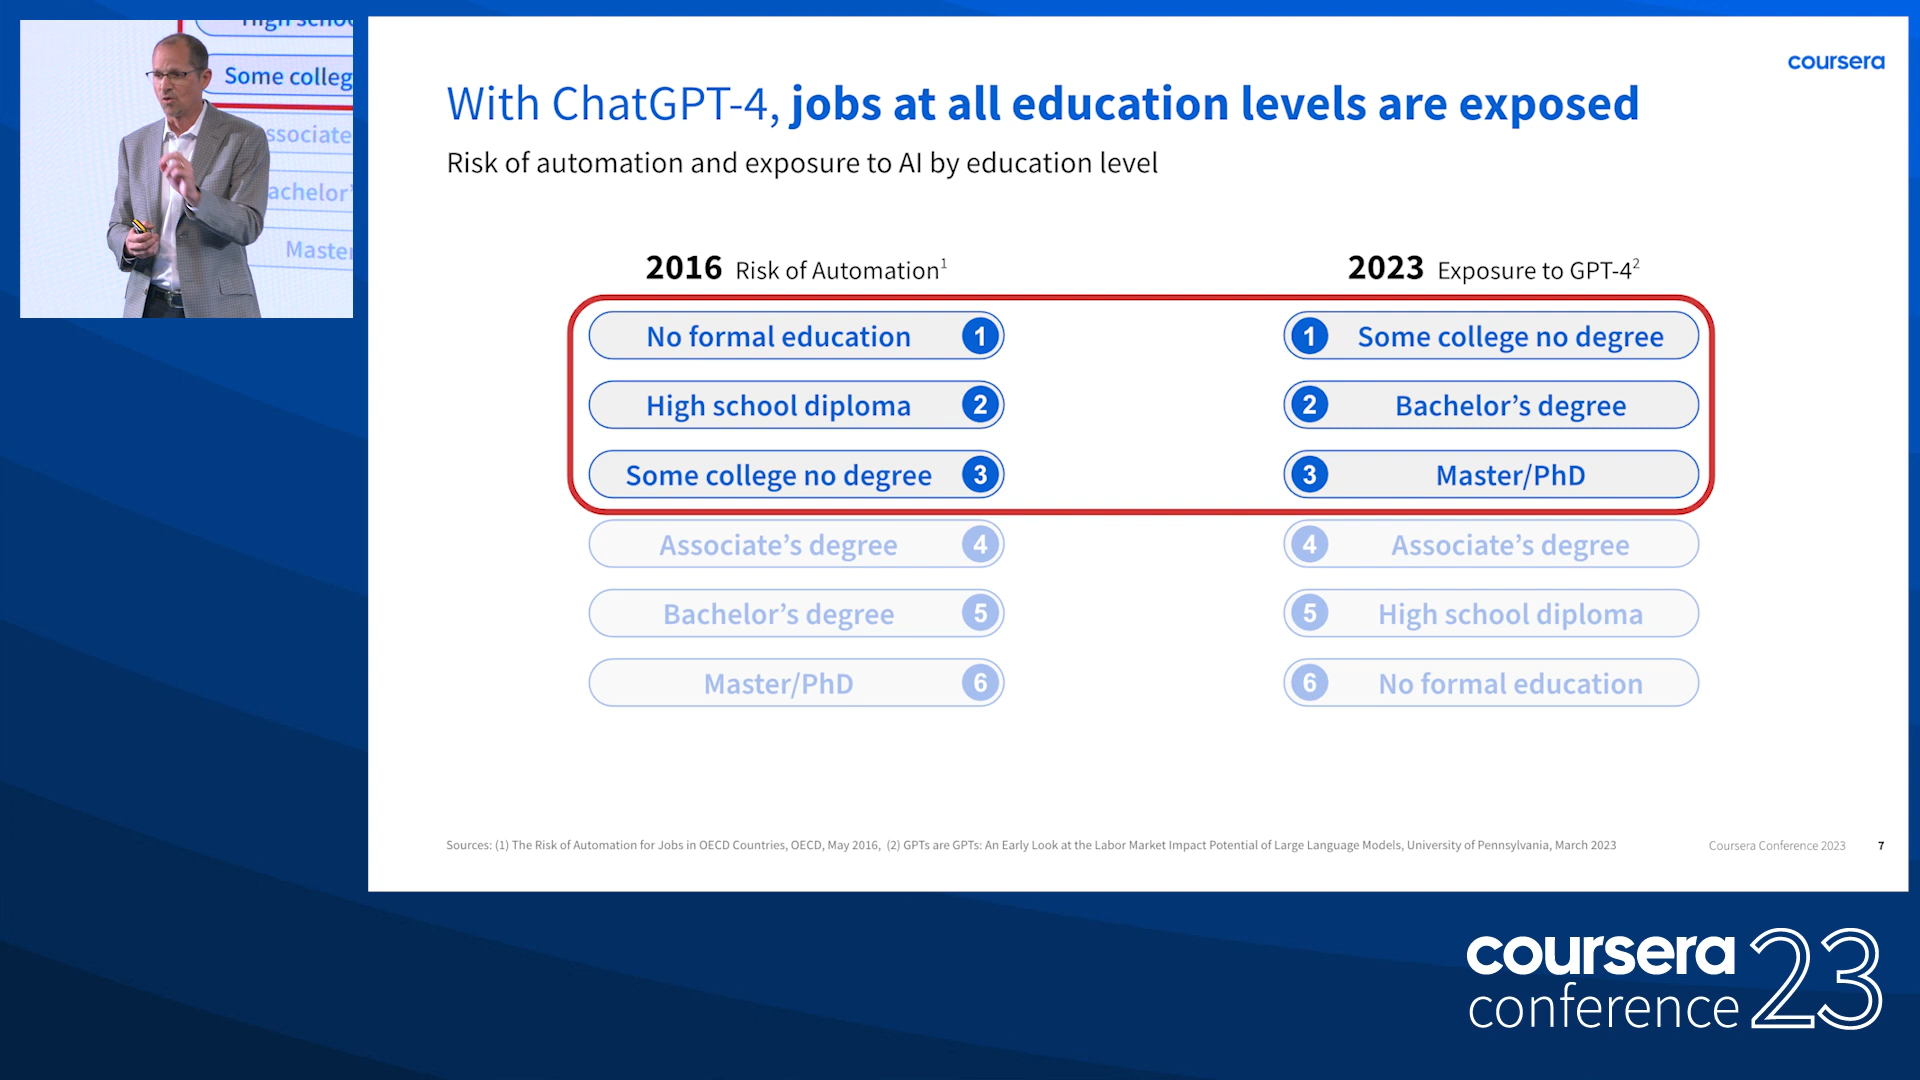 High school
Some colleg
ssociate
achelor'
Master
coursera
With ChatGPT-4, jobs at all education levels are exposed
Risk of automation and exposure to AI by education level
2016 Risk of Automation1
2023 Exposure to GPT-42
No formal education 1
High school diploma 2
Some college no degree 3
Associate’s degree 4
Bachelor’s degree 5
Master/PhD 6
1 Some college no degree
2 Bachelor’s degree
3 Master/PhD
4 Associate’s degree
5 High school diploma
6 No formal education
Sources: (1) The Risk of Automation for Jobs in OECD Countries, OECD, May 2016, (2) GPTs are GPTs: An Early Look at the Labor Market Impact Potential of Large Language Models, University of Pennsylvania, March 2023
Coursera Conference 2023 7
coursera
conference 23